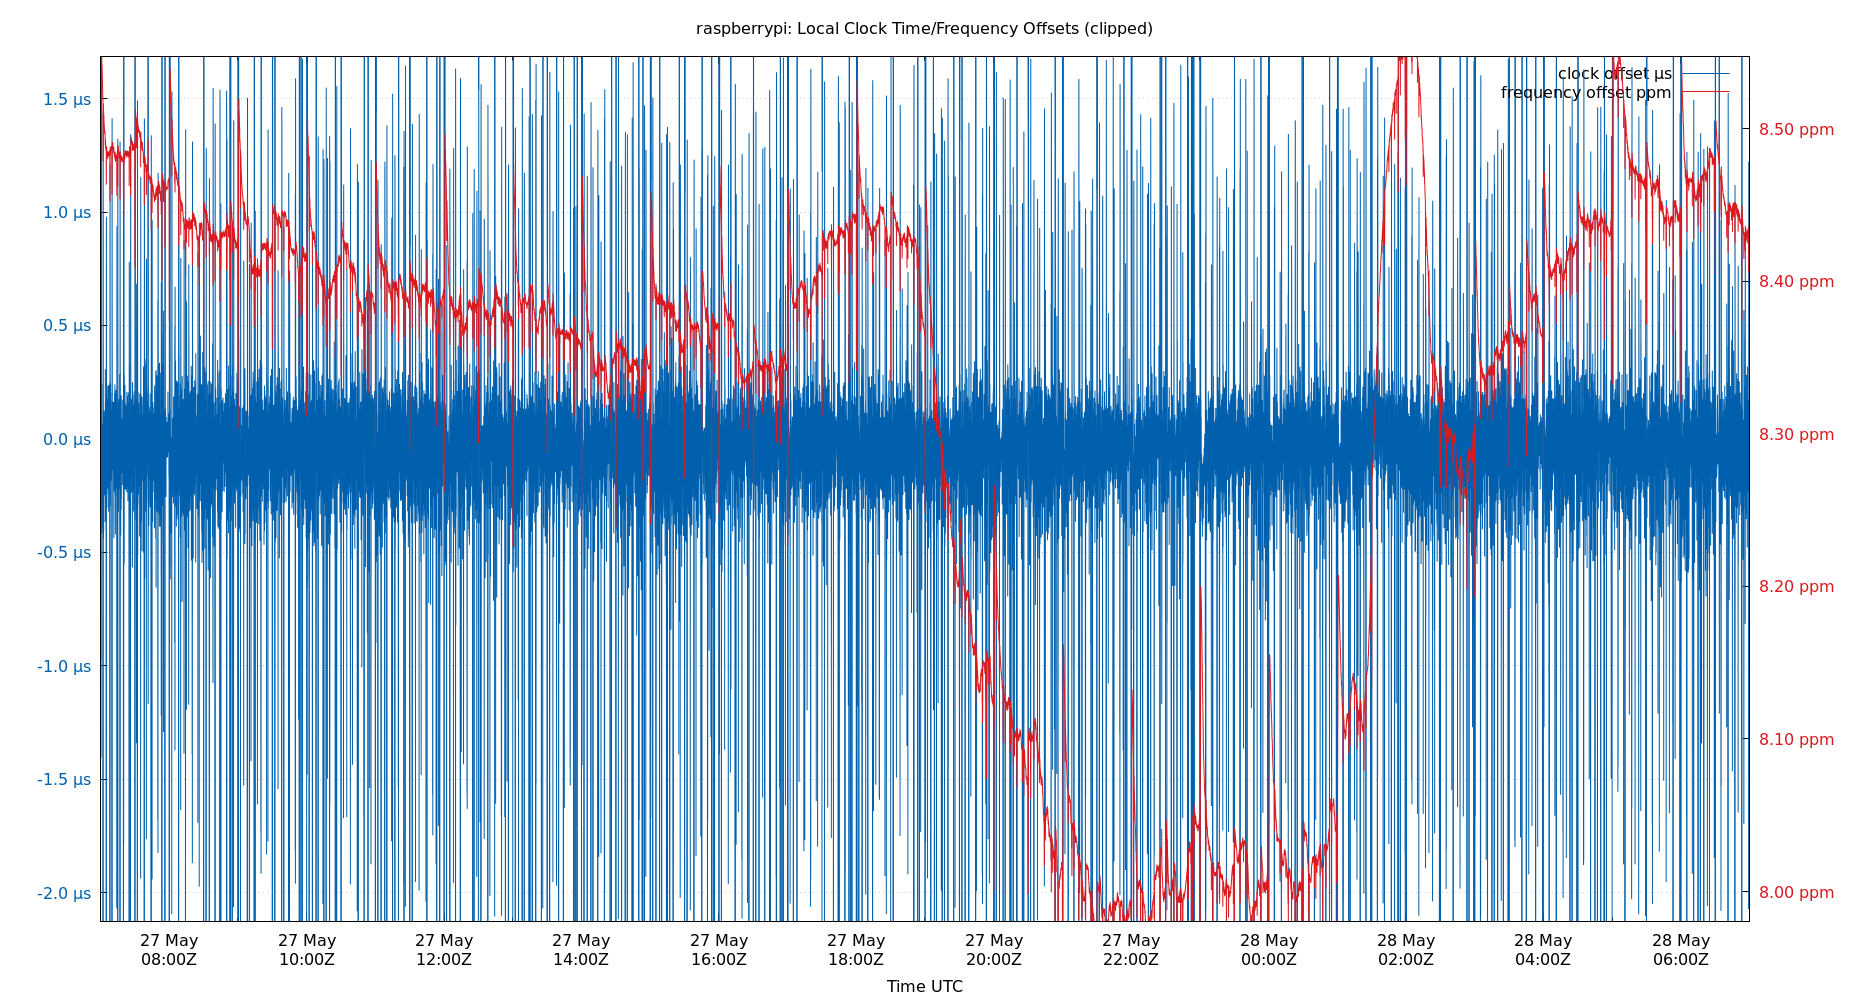 raspberrypi: Local Clock Time/Frequency Offsets (clipped)
clock offset µs
frequency offset ppm
1.5 µs
1.0 µs
0.5 µs
0.0 µs
-0.5 µs
-1.0 µs
-1.5 µs
-2.0 µs
8.50 ppm
8.40 ppm
8.30 ppm
8.20 ppm
8.10 ppm
8.00 ppm
27 May 27 May 27 May 27 May 27 May 27 May 27 May 27 May 28 May 28 May 28 May 28 May
08:00Z 10:00Z 12:00Z 14:00Z 16:00Z 18:00Z 20:00Z 22:00Z 00:00Z 02:00Z 04:00Z 06:00Z
Time UTC